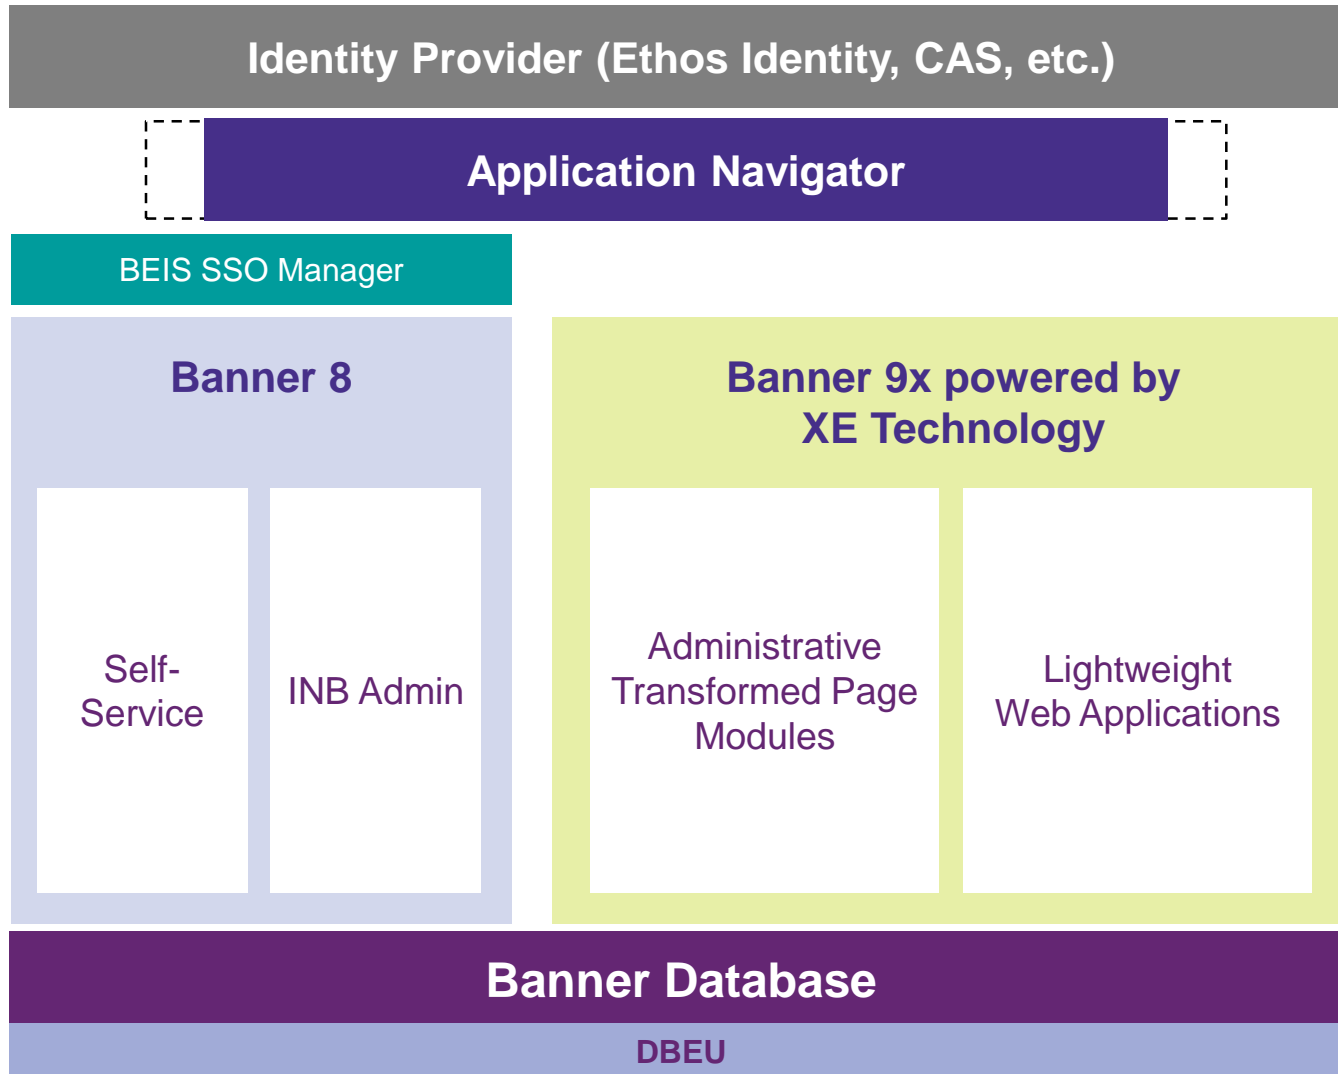 Identity Provider (Ethos Identity, CAS, etc.)
Application Navigator
BEIS SSO Manager
Banner 8
Self-
Service
INB Admin
Banner 9x powered by
XE Technology
Administrative
Transformed Page
Modules
Lightweight
Web Applications
Banner Database
DBEU